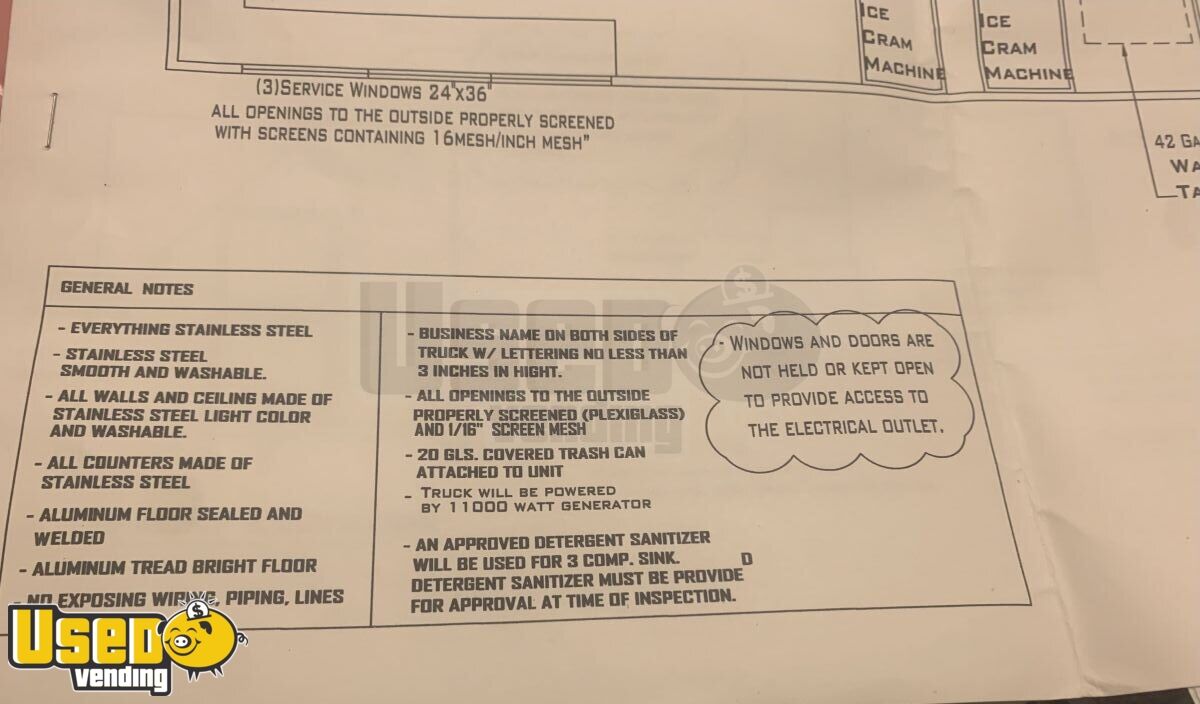 ICE
CRAM
MACHINE
ICE
CRAM
MACHINE
(3)SERVICE WINDOWS 24"X36"
ALL OPENINGS TO THE OUTSIDE PROPERLY SCREENED
WITH SCREENS CONTAINING 16MESH/INCH MESH"
42 GA
WA
TA
GENERAL NOTES
- EVERYTHING STAINLESS STEEL
- STAINLESS STEEL
SMOOTH AND WASHABLE.
- ALL WALLS AND CEILING MADE OF
STAINLESS STEEL LIGHT COLOR
AND WASHABLE.
- ALL COUNTERS MADE OF
STAINLESS STEEL
- ALUMINUM FLOOR SEALED AND
WELDED
- ALUMINUM TREAD BRIGHT FLOOR
- NO EXPOSING WIRING, PIPING, LINES
- BUSINESS NAME ON BOTH SIDES OF
TRUCK W/ LETTERING NO LESS THAN
3 INCHES IN HIGHT.
- ALL OPENINGS TO THE OUTSIDE
PROPERLY SCREENED (PLEXIGLASS)
AND 1/16" SCREEN MESH
- 20 GLS. COVERED TRASH CAN
ATTACHED TO UNIT
- TRUCK WILL BE POWERED
BY 11000 WATT GENERATOR
- AN APPROVED DETERGENT SANITIZER
WILL BE USED FOR 3 COMP. SINK. D
DETERGENT SANITIZER MUST BE PROVIDE
FOR APPROVAL AT TIME OF INSPECTION.
- WINDOWS AND DOORS ARE
NOT HELD OR KEPT OPEN
TO PROVIDE ACCESS TO
THE ELECTRICAL OUTLET.
USED
vending
USED
vending